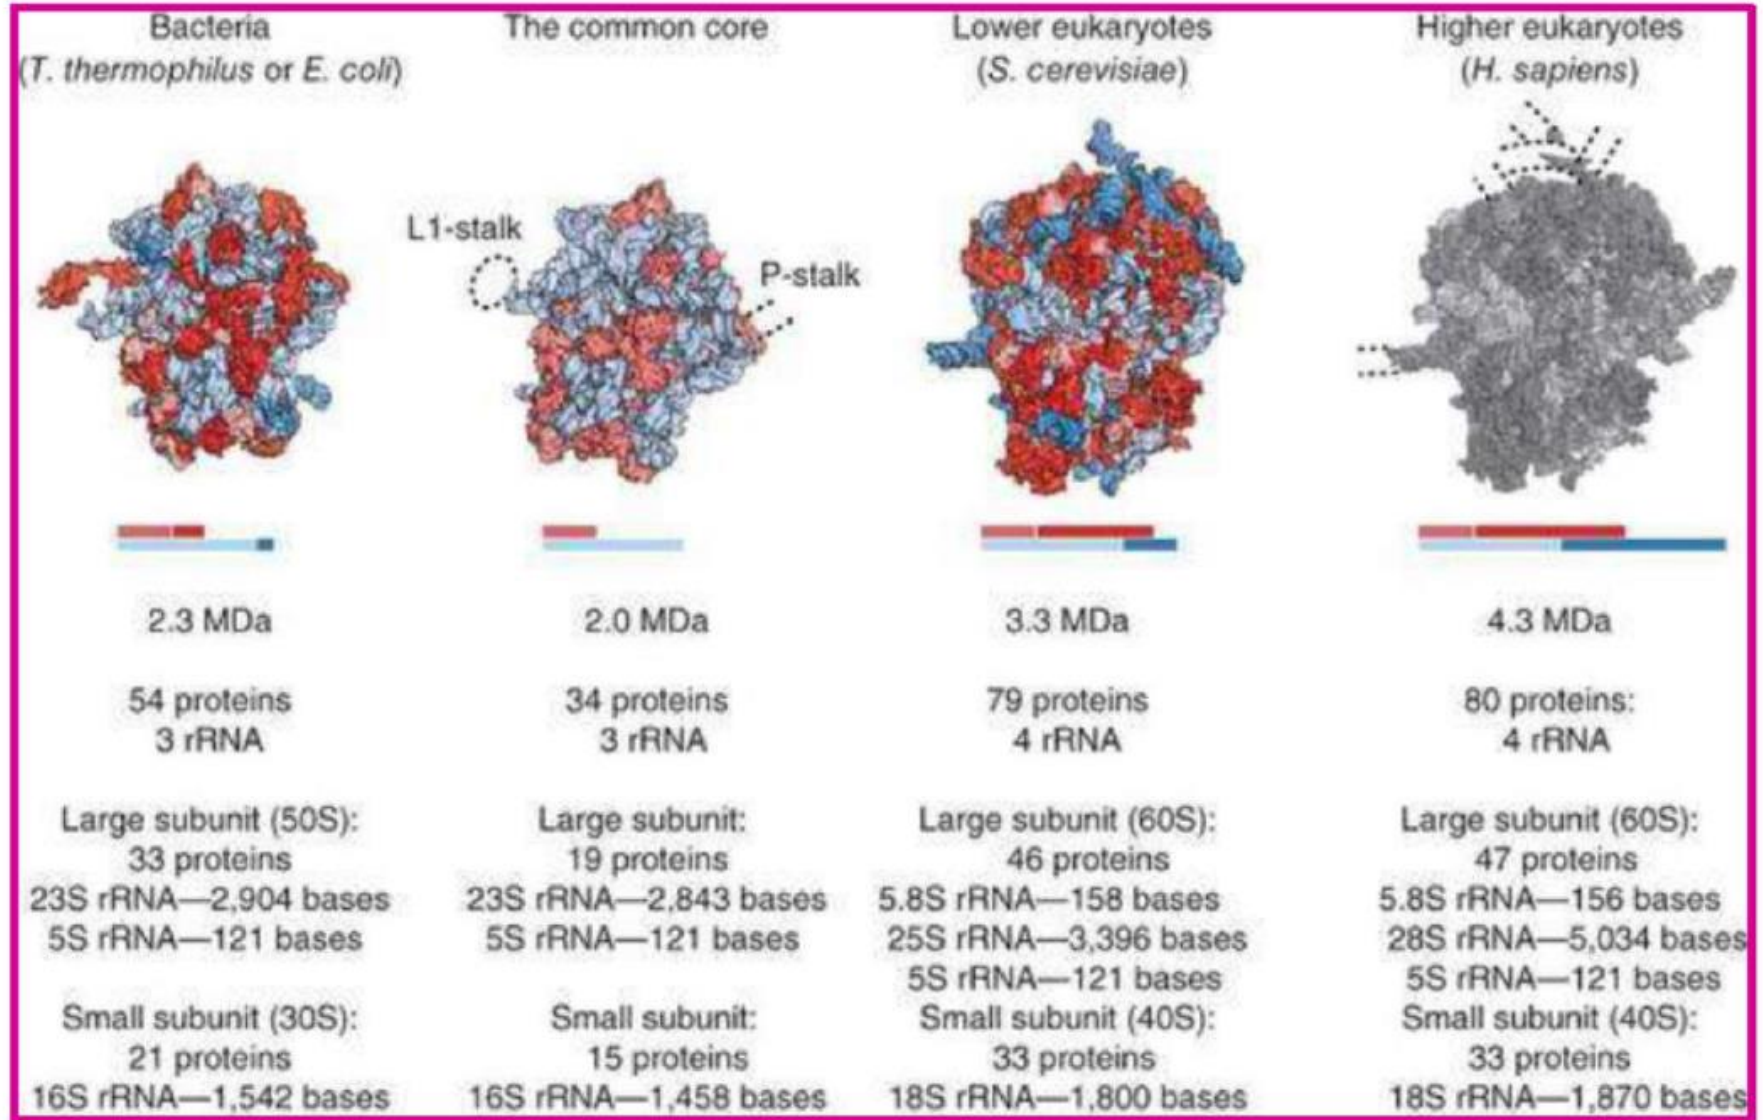 Bacteria
(T. thermophilus or E. coli)
2.3 MDa
54 proteins
3 rRNA
Large subunit (50S):
33 proteins
23S rRNA—2,904 bases
5S rRNA—121 bases
Small subunit (30S):
21 proteins
16S rRNA—1,542 bases
The common core
L1-stalk
P-stalk
2.0 MDa
34 proteins
3 rRNA
Large subunit:
19 proteins
23S rRNA—2,843 bases
5S rRNA—121 bases
Small subunit:
15 proteins
16S rRNA—1,458 bases
Lower eukaryotes
(S. cerevisiae)
3.3 MDa
79 proteins
4 rRNA
Large subunit (60S):
46 proteins
5.8S rRNA—158 bases
25S rRNA—3,396 bases
5S rRNA—121 bases
Small subunit (40S):
33 proteins
18S rRNA—1,800 bases
Higher eukaryotes
(H. sapiens)
4.3 MDa
80 proteins:
4 rRNA
Large subunit (60S):
47 proteins
5.8S rRNA—156 bases
28S rRNA—5,034 bases
5S rRNA—121 bases
Small subunit (40S):
33 proteins
18S rRNA—1,870 bases